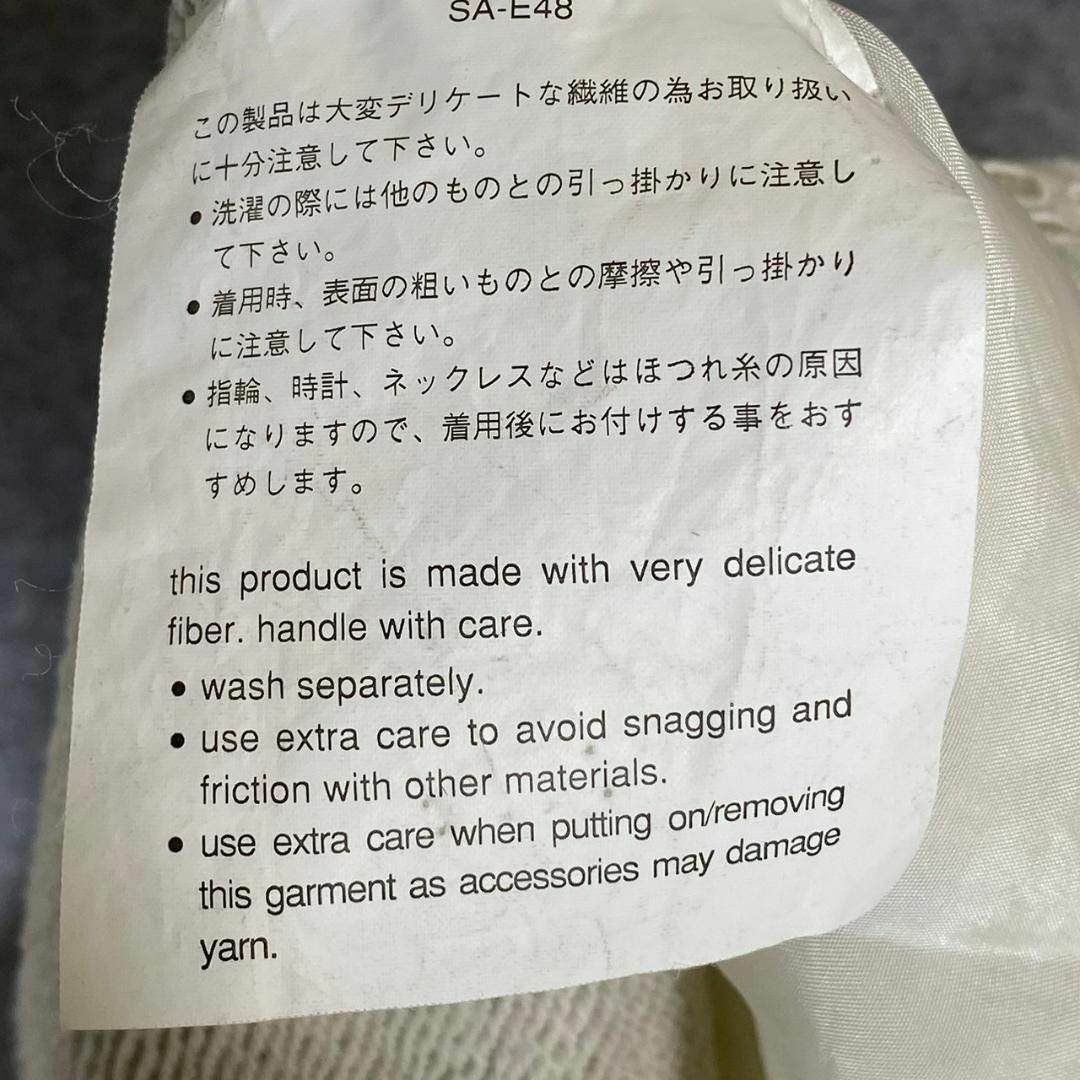 SA-E48
この製品は大変デリケートな繊維の為お取り扱い
に十分注意して下さい。
● 洗濯の際には他のものとの引っ掛かりに注意し
て下さい。
● 着用時、表面の粗いものとの摩擦や引っ掛かり
に注意して下さい。
● 指輪、時計、ネックレスなどはほつれ糸の原因
になりますので、着用後にお付けする事をおす
すめします。
this product is made with very delicate
fiber. handle with care.
● wash separately.
● use extra care to avoid snagging and
friction with other materials.
● use extra care when putting on/removing
this garment as accessories may damage
yarn.